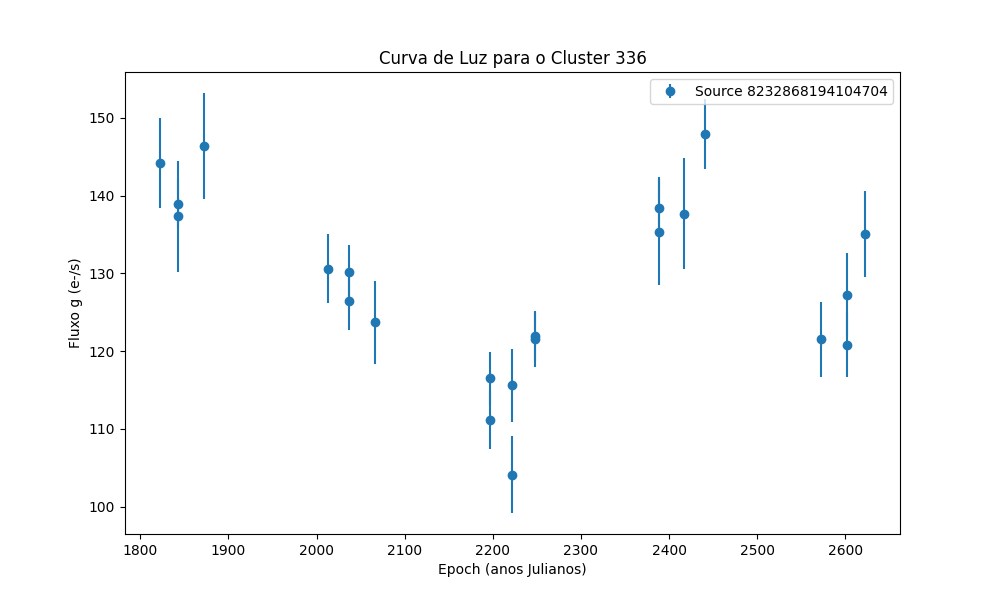 Curva de Luz para o Cluster 336
Source 8232868194104704
Fluxo g (e-/s)
150
140
130
120
110
100
1800 1900 2000 2100 2200 2300 2400 2500 2600
Epoch (anos Julianos)